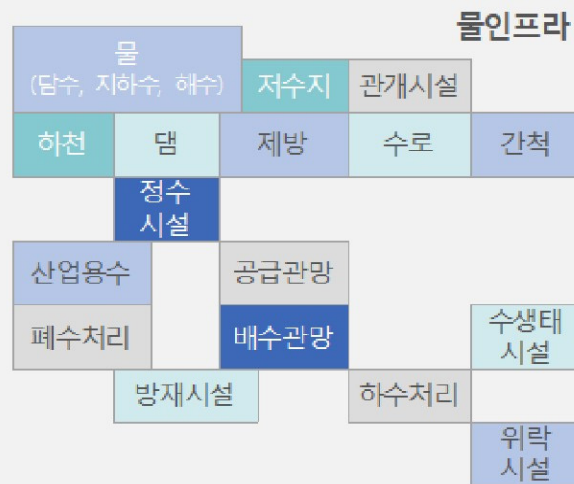 물인프라
물
(담수, 지하수, 해수)
저수지
관개시설
하천
댐
제방
수로
간척
정수
시설
산업용수
공급관망
폐수처리
배수관망
수생태
시설
방재시설
하수처리
위락
시설